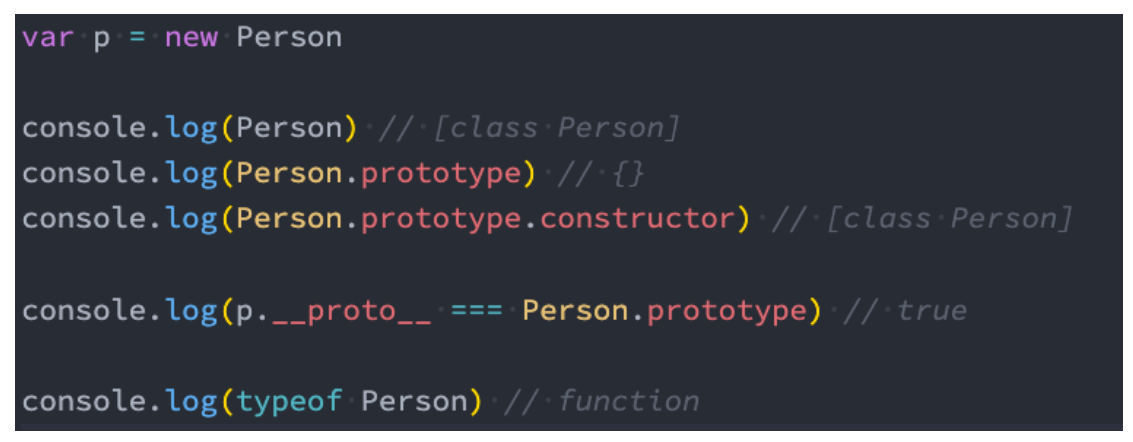 var p = new Person
console.log(Person) // [class Person]
console.log(Person.prototype) // {}
console.log(Person.prototype.constructor) // [class Person]
console.log(p.__proto__ === Person.prototype) // true
console.log(typeof Person) // function